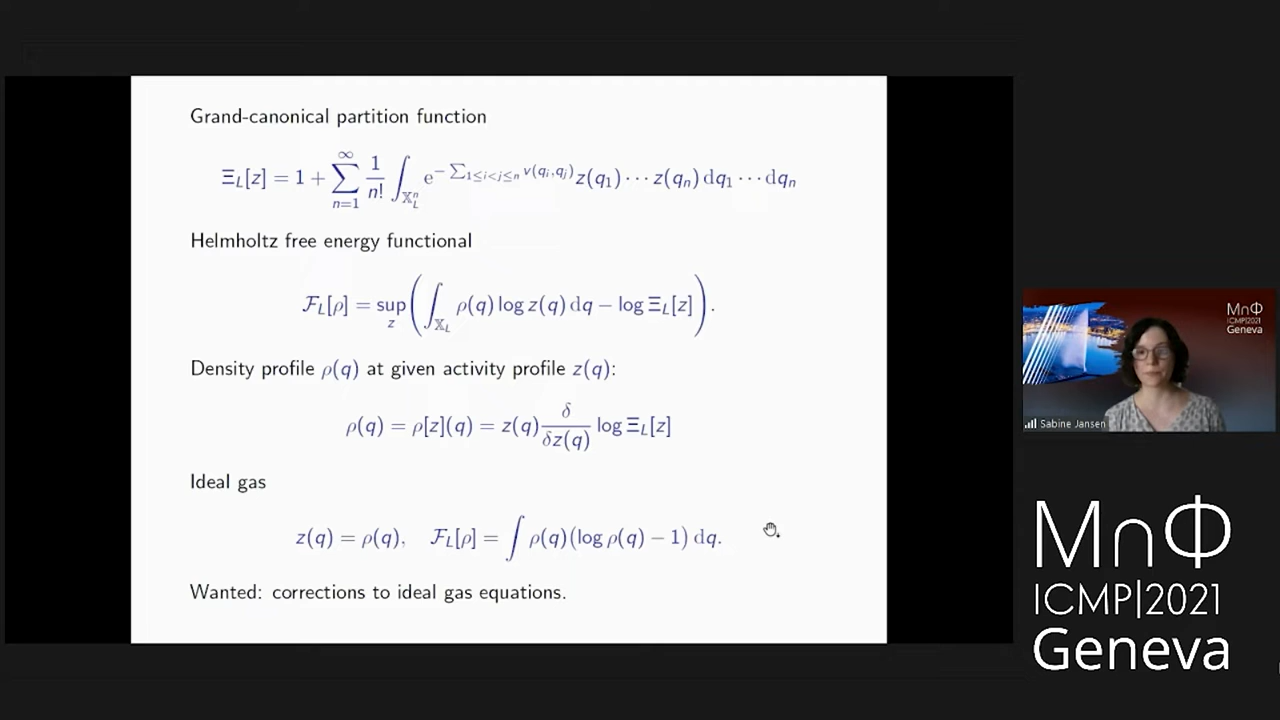 Grand-canonical partition function
Ξ_L[z] = 1 + ∑_{n=1}^{∞} \frac{1}{n!} ∫_{𝕏_L^n} e^{−∑_{1≤i<j≤n} v(q_i,q_j)} z(q_1) ⋯ z(q_n) dq_1 ⋯ dq_n
Helmholtz free energy functional
ℱ_L[ρ] = sup_z ( ∫_{𝕏_L} ρ(q) log z(q) dq − log Ξ_L[z] ).
Density profile ρ(q) at given activity profile z(q):
ρ(q) = ρ[z](q) = z(q) \frac{δ}{δz(q)} log Ξ_L[z]
Ideal gas
z(q) = ρ(q), ℱ_L[ρ] = ∫ ρ(q)(log ρ(q) − 1) dq.
Wanted: corrections to ideal gas equations.
MnΦ
ICMP|2021
Geneva
Sabine Jansen
MnΦ
ICMP|2021
Geneva